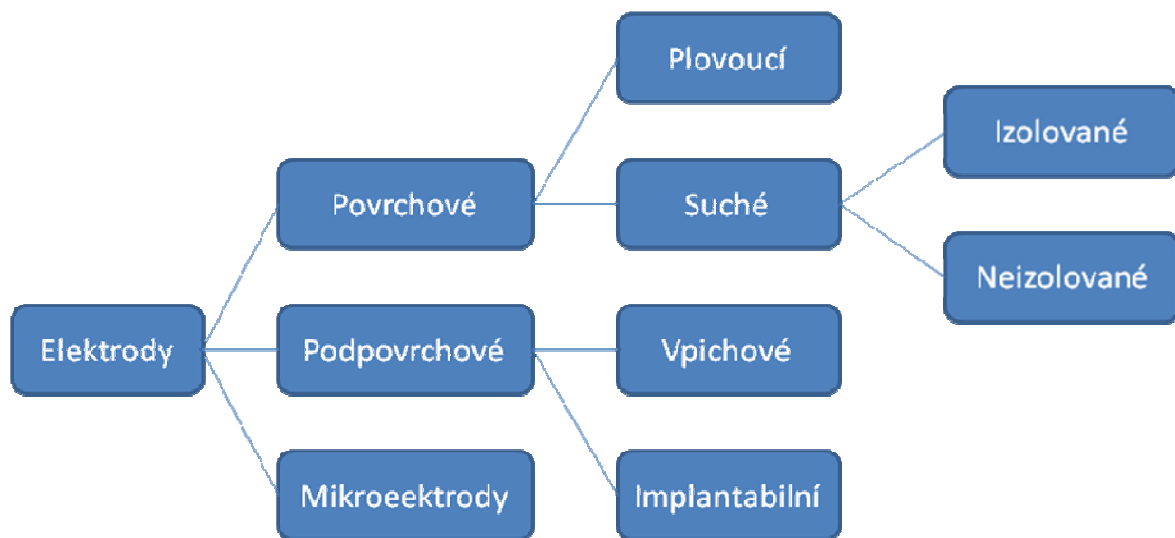 Plovoucí
Izolované
Povrchové
Suché
Neizolované
Elektrody
Podpovrchové
Vpichové
Mikroeektrody
Implantabilní